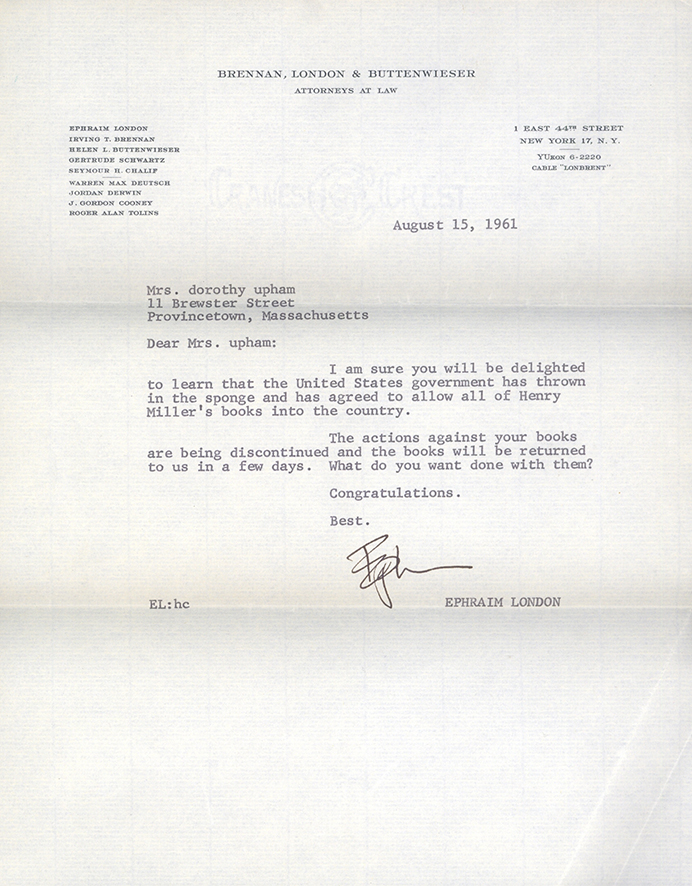 BRENNAN, LONDON & BUTTENWIESER
ATTORNEYS AT LAW
EPHRAIM LONDON
IRVING T. BRENNAN
HELEN L. BUTTENWIESER
GERTRUDE SCHWARTZ
SEYMOUR H. CHALIF
WARREN MAX DEUTSCH
JORDAN DERWIN
J. GORDON COONEY
ROGER ALAN TOLINS
1 EAST 44TH STREET
NEW YORK 17, N. Y.
YUKON 6-2220
CABLE "LONBRENT"
CRANES CREST
August 15, 1961
Mrs. dorothy upham
11 Brewster Street
Provincetown, Massachusetts
Dear Mrs. upham:
I am sure you will be delighted
to learn that the United States government has thrown
in the sponge and has agreed to allow all of Henry
Miller's books into the country.
The actions against your books
are being discontinued and the books will be returned
to us in a few days.  What do you want done with them?
Congratulations.
Best.
Eph
EL:hc EPHRAIM LONDON